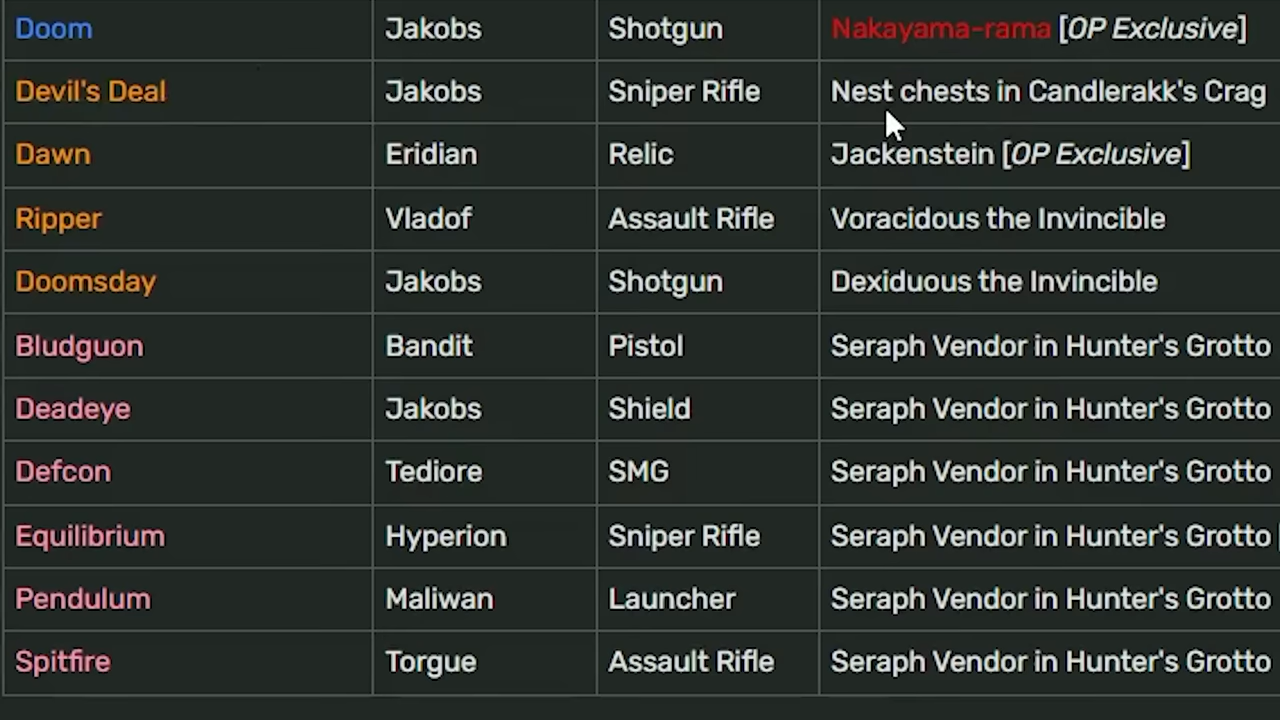 Doom Jakobs Shotgun Nakayama-rama [OP Exclusive]
Devil's Deal Jakobs Sniper Rifle Nest chests in Candlerakk's Crag
Dawn Eridian Relic Jackenstein [OP Exclusive]
Ripper Vladof Assault Rifle Voracidous the Invincible
Doomsday Jakobs Shotgun Dexiduous the Invincible
Bludguon Bandit Pistol Seraph Vendor in Hunter's Grotto
Deadeye Jakobs Shield Seraph Vendor in Hunter's Grotto
Defcon Tediore SMG Seraph Vendor in Hunter's Grotto
Equilibrium Hyperion Sniper Rifle Seraph Vendor in Hunter's Grotto
Pendulum Maliwan Launcher Seraph Vendor in Hunter's Grotto
Spitfire Torgue Assault Rifle Seraph Vendor in Hunter's Grotto